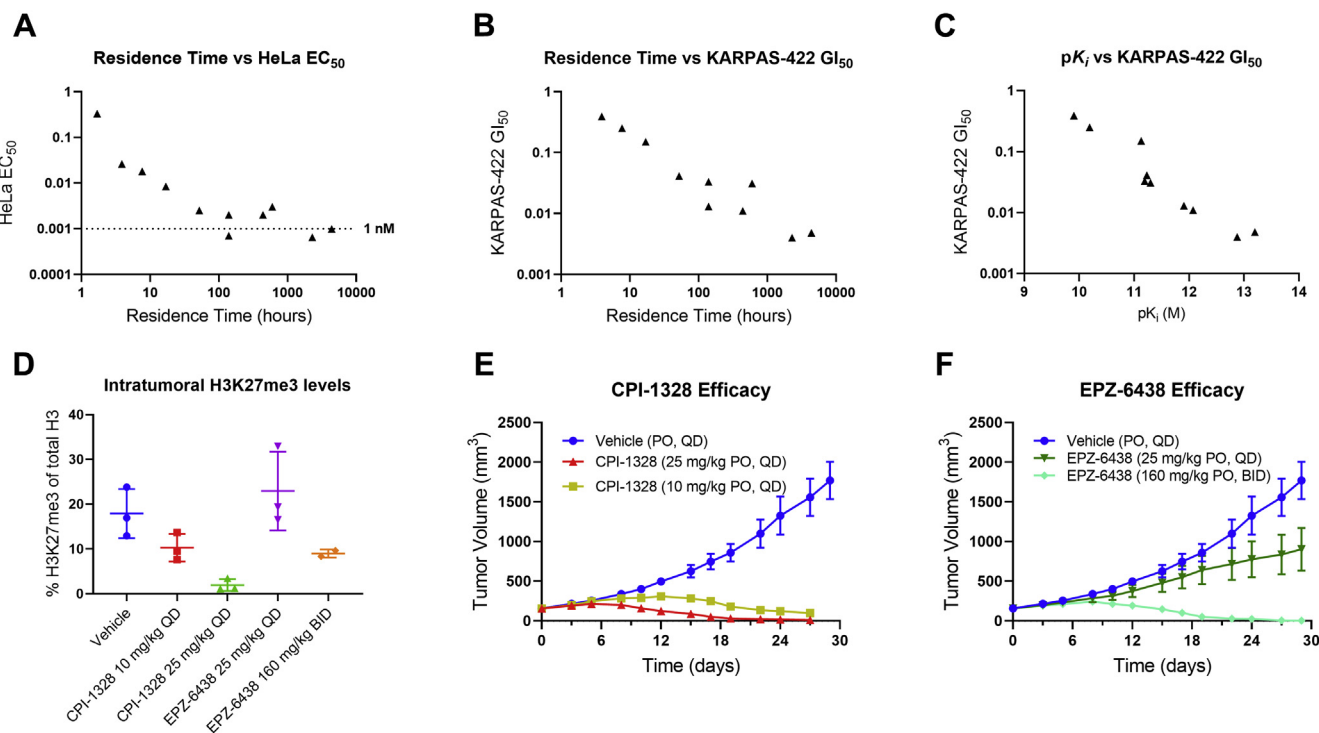 A
Residence Time vs HeLa EC50
HeLa EC50
1
0.1
0.01
0.001
0.0001
1 nM
1
10
100
1000
10000
Residence Time (hours)
B
Residence Time vs KARPAS-422 GI50
KARPAS-422 GI50
1
0.1
0.01
0.001
1
10
100
1000
10000
Residence Time (hours)
C
pKi vs KARPAS-422 GI50
KARPAS-422 GI50
1
0.1
0.01
0.001
9
10
11
12
13
14
pKi (M)
D
Intratumoral H3K27me3 levels
% H3K27me3 of total H3
40
30
20
10
0
Vehicle
CPI-1328 10 mg/kg QD
CPI-1328 25 mg/kg QD
EPZ-6438 25 mg/kg QD
EPZ-6438 160 mg/kg BID
E
CPI-1328 Efficacy
Tumor Volume (mm3)
2500
2000
1500
1000
500
0
Vehicle (PO, QD)
CPI-1328 (25 mg/kg PO, QD)
CPI-1328 (10 mg/kg PO, QD)
0
6
12
18
24
30
Time (days)
F
EPZ-6438 Efficacy
Tumor Volume (mm3)
2500
2000
1500
1000
500
0
Vehicle (PO, QD)
EPZ-6438 (25 mg/kg PO, QD)
EPZ-6438 (160 mg/kg PO, BID)
0
6
12
18
24
30
Time (days)